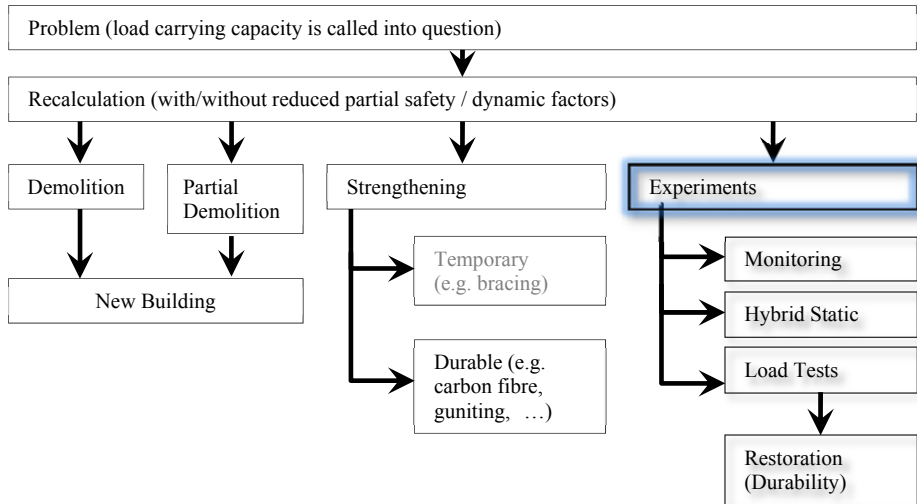 Problem (load carrying capacity is called into question)
Recalculation (with/without reduced partial safety / dynamic factors)
Demolition
Partial
Demolition
Strengthening
Experiments
Temporary
(e.g. bracing)
Monitoring
New Building
Hybrid Static
Durable (e.g.
carbon fibre,
guniting, …)
Load Tests
Restoration
(Durability)